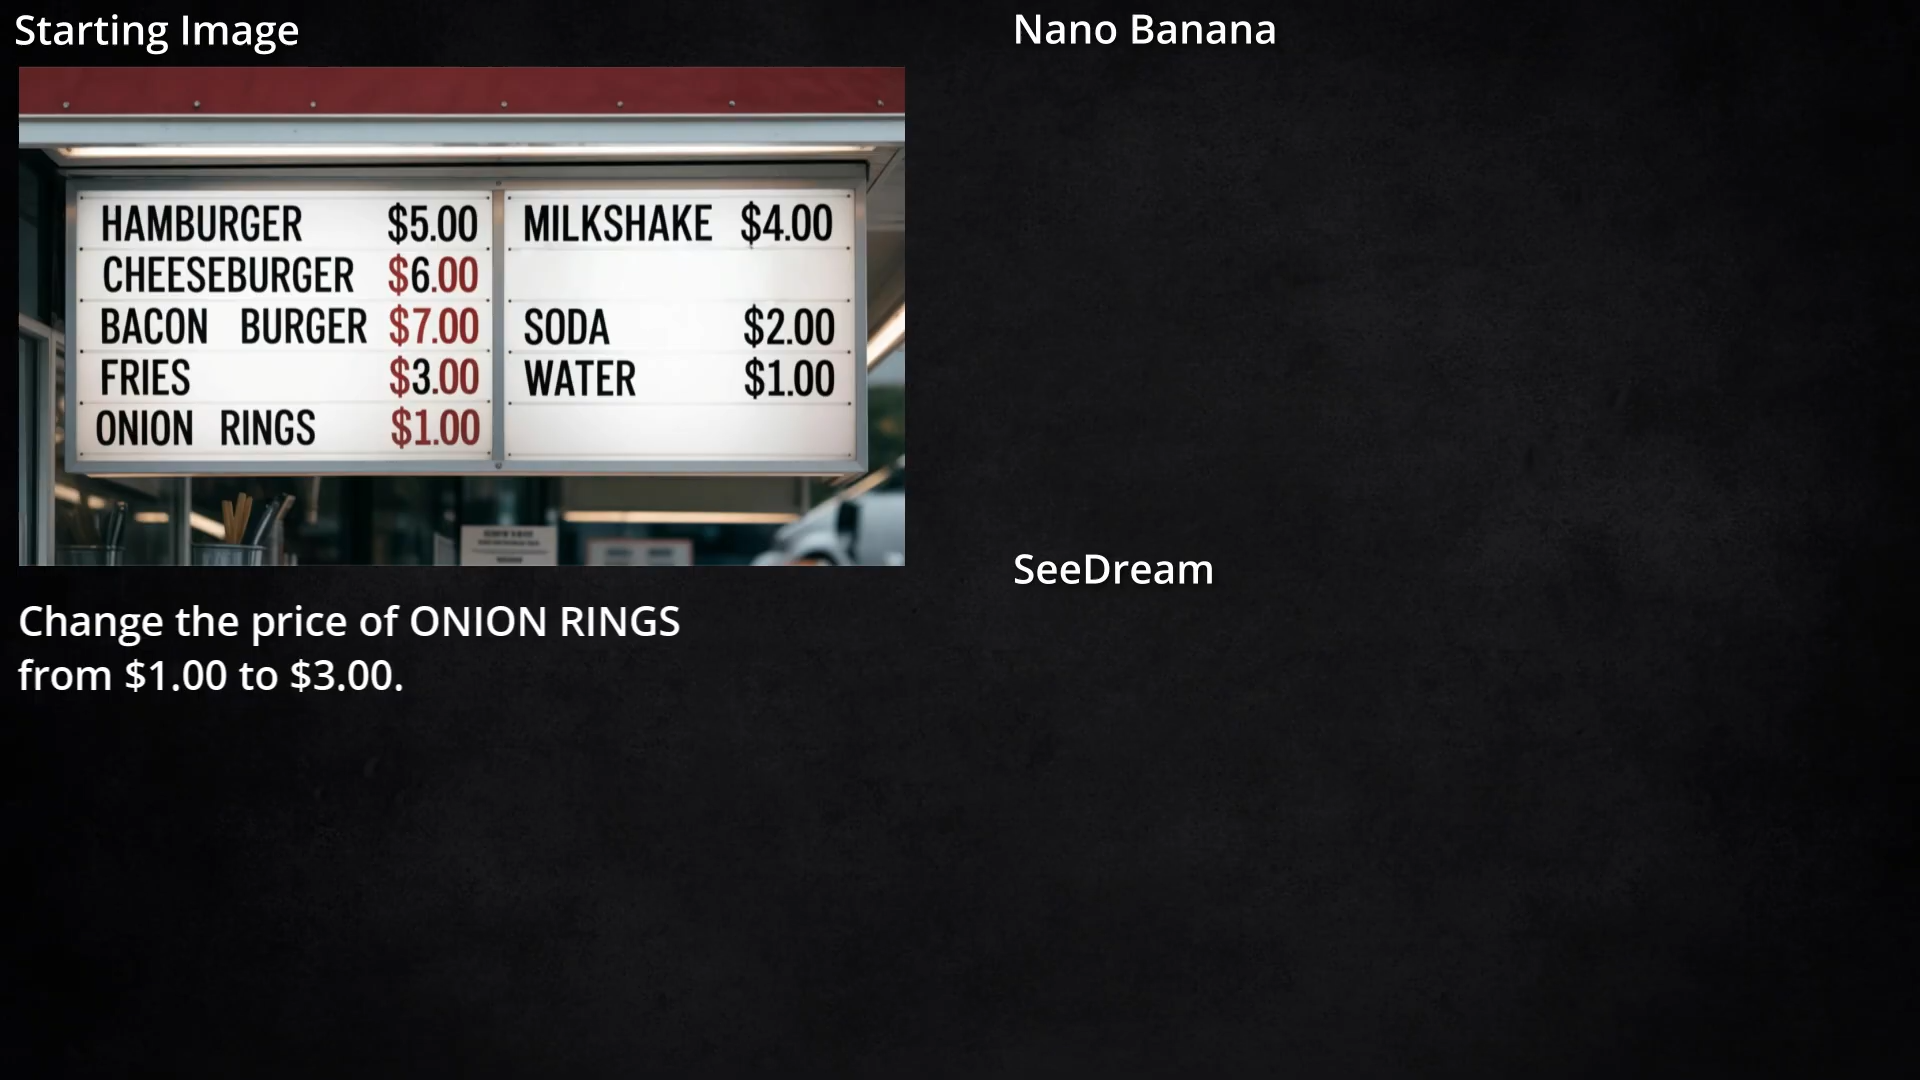 Starting Image
HAMBURGER $5.00
CHEESEBURGER $6.00
BACON BURGER $7.00
FRIES $3.00
ONION RINGS $1.00
MILKSHAKE $4.00
SODA $2.00
WATER $1.00
Change the price of ONION RINGS
from $1.00 to $3.00.
Nano Banana
SeeDream